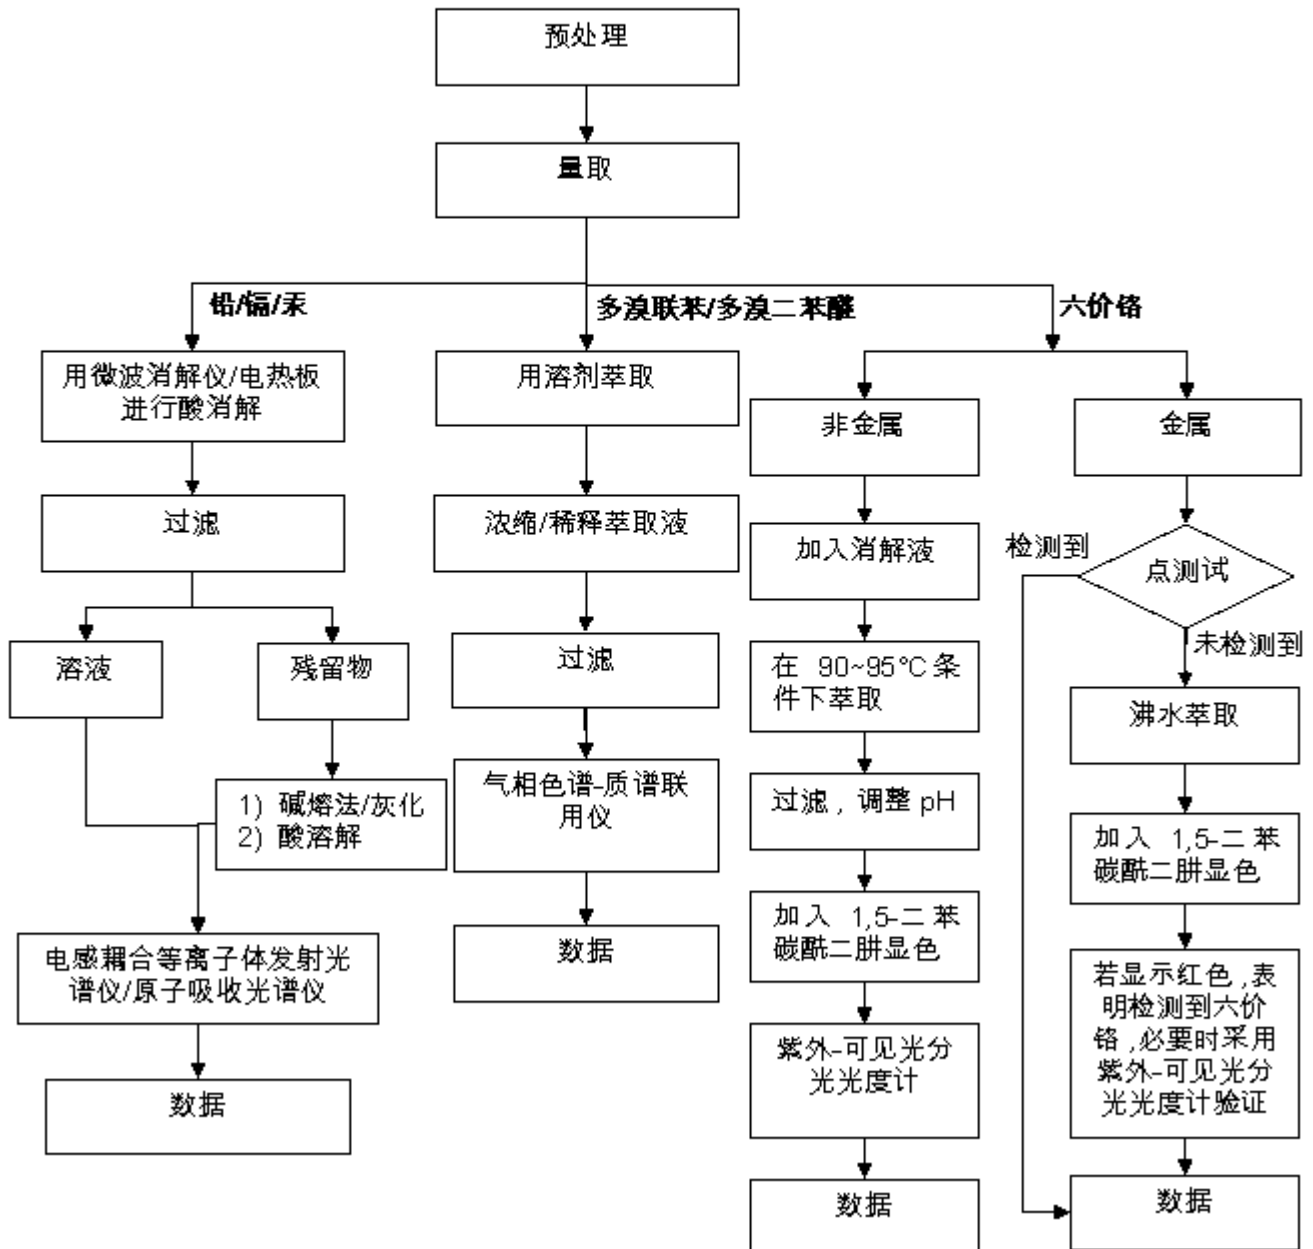 预处理
量取
铅/镉/汞
多溴联苯/多溴二苯醚
六价铬
用微波消解仪/电热板
进行酸消解
过滤
溶液
残留物
1) 碱熔法/灰化
2) 酸溶解
电感耦合等离子体发射光
谱仪/原子吸收光谱仪
数据
用溶剂萃取
浓缩/稀释萃取液
过滤
气相色谱-质谱联
用仪
数据
非金属
加入消解液
在 90~95°C 条
件下萃取
过滤，调整 pH
加入 1,5-二苯
碳酰二肼显色
紫外-可见光分
光光度计
数据
金属
点测试
检测到
未检测到
沸水萃取
加入 1,5-二苯
碳酰二肼显色
若显示红色，表
明检测到六价
铬，必要时采用
紫外-可见光分
光光度计验证
数据